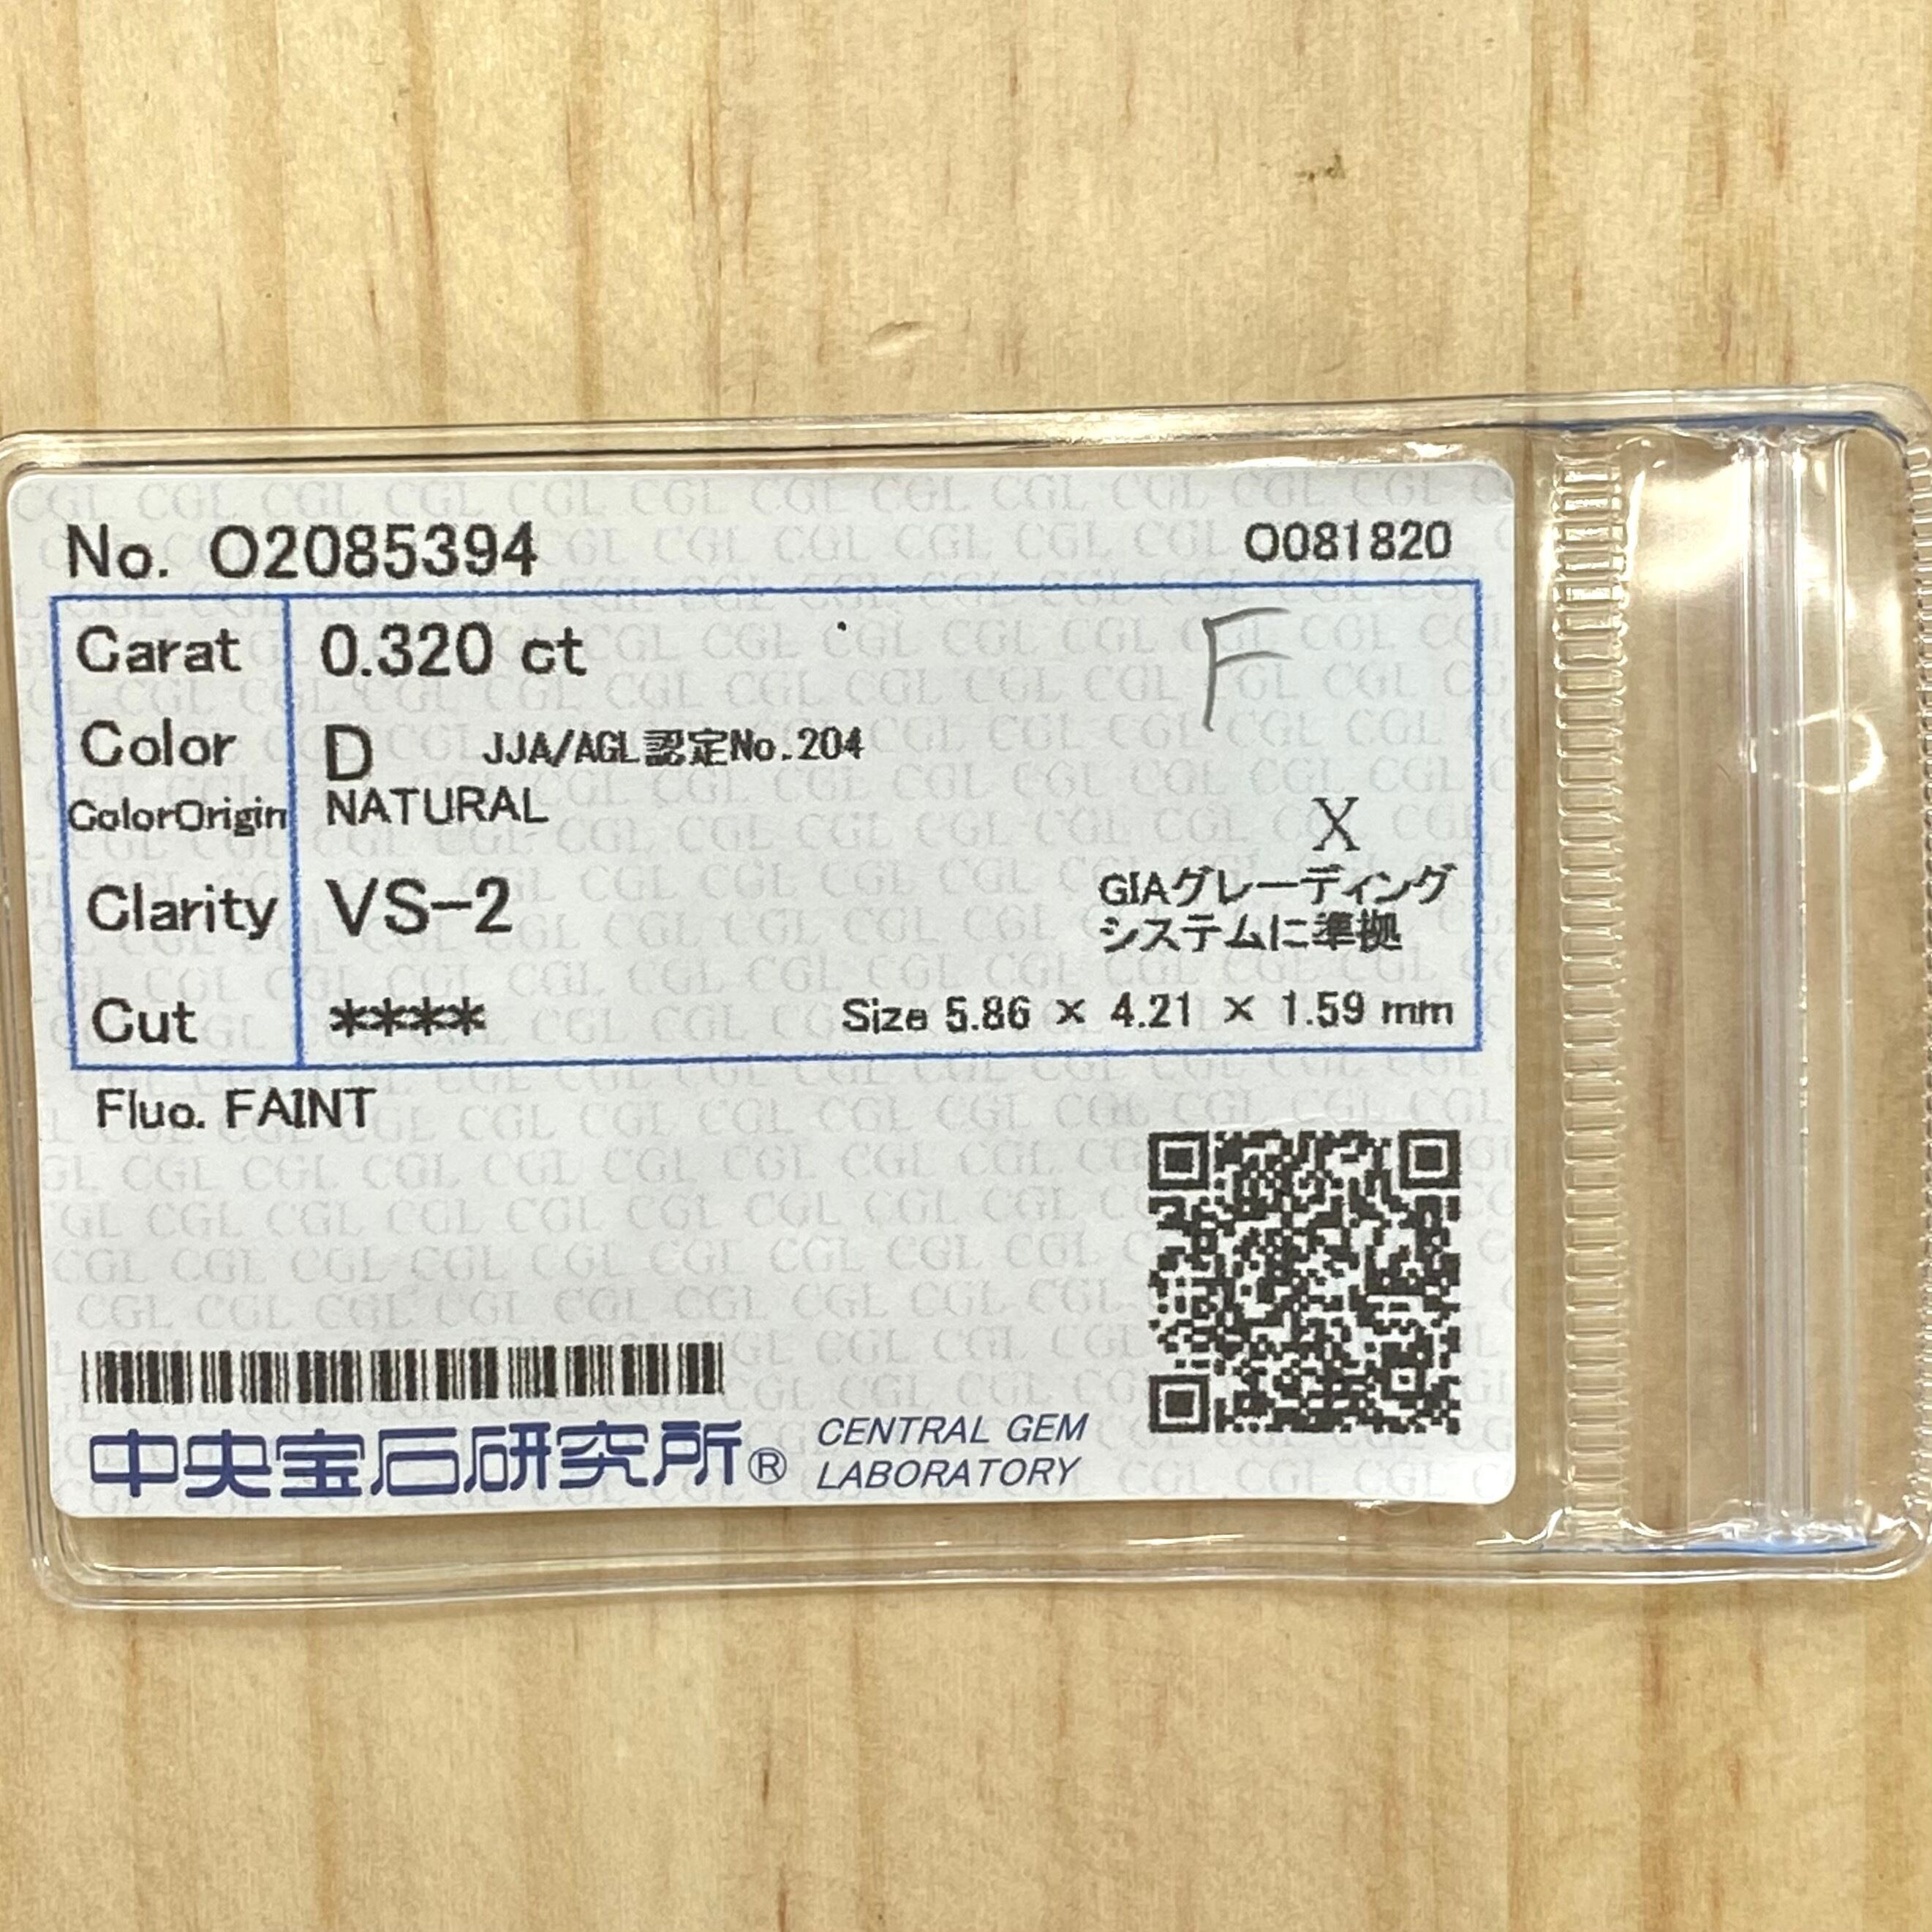 No. O2085394 O081820
Carat 0.320 ct F
Color D JJA/AGL認定No.204
ColorOrigin NATURAL
X
Clarity VS-2 GIAグレーディング
システムに準拠
Cut **** Size 5.86 × 4.21 × 1.59 mm
Fluo. FAINT
中央宝石研究所® CENTRAL GEM
LABORATORY